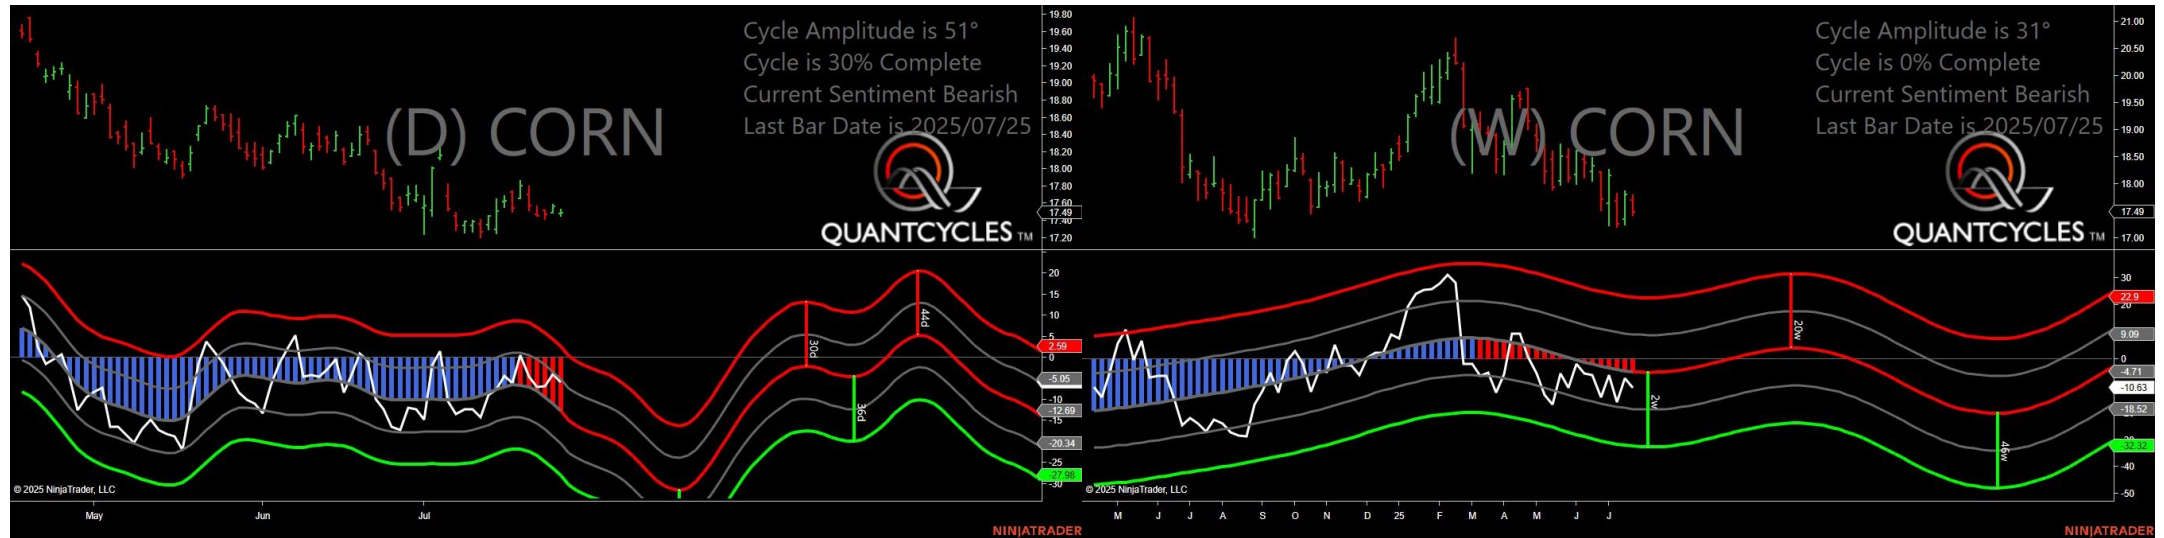 Cycle Amplitude is 51°
Cycle is 30% Complete
Current Sentiment Bearish
Last Bar Date is 2025/07/25
(D) CORN
QUANTCYCLES TM
19.80
19.60
19.40
19.20
19.00
18.80
18.60
18.40
18.20
18.00
17.80
17.60
17.49
17.40
17.20
30d
44d
36d
20
15
10
5
2.59
0
-5.05
-10
-12.69
-15
-20.34
-25
-27.98
-30
© 2025 NinjaTrader, LLC
May
Jun
Jul
NINJATRADER
Cycle Amplitude is 31°
Cycle is 0% Complete
Current Sentiment Bearish
Last Bar Date is 2025/07/25
(W) CORN
QUANTCYCLES TM
21.00
20.50
20.00
19.50
19.00
18.50
18.00
17.49
17.00
2w
20w
46w
30
22.9
20
9.09
0
-4.71
-10.63
-18.52
-32.32
-40
-50
© 2025 NinjaTrader, LLC
M J J A S O N D 25 F M A M J J
NINJATRADER